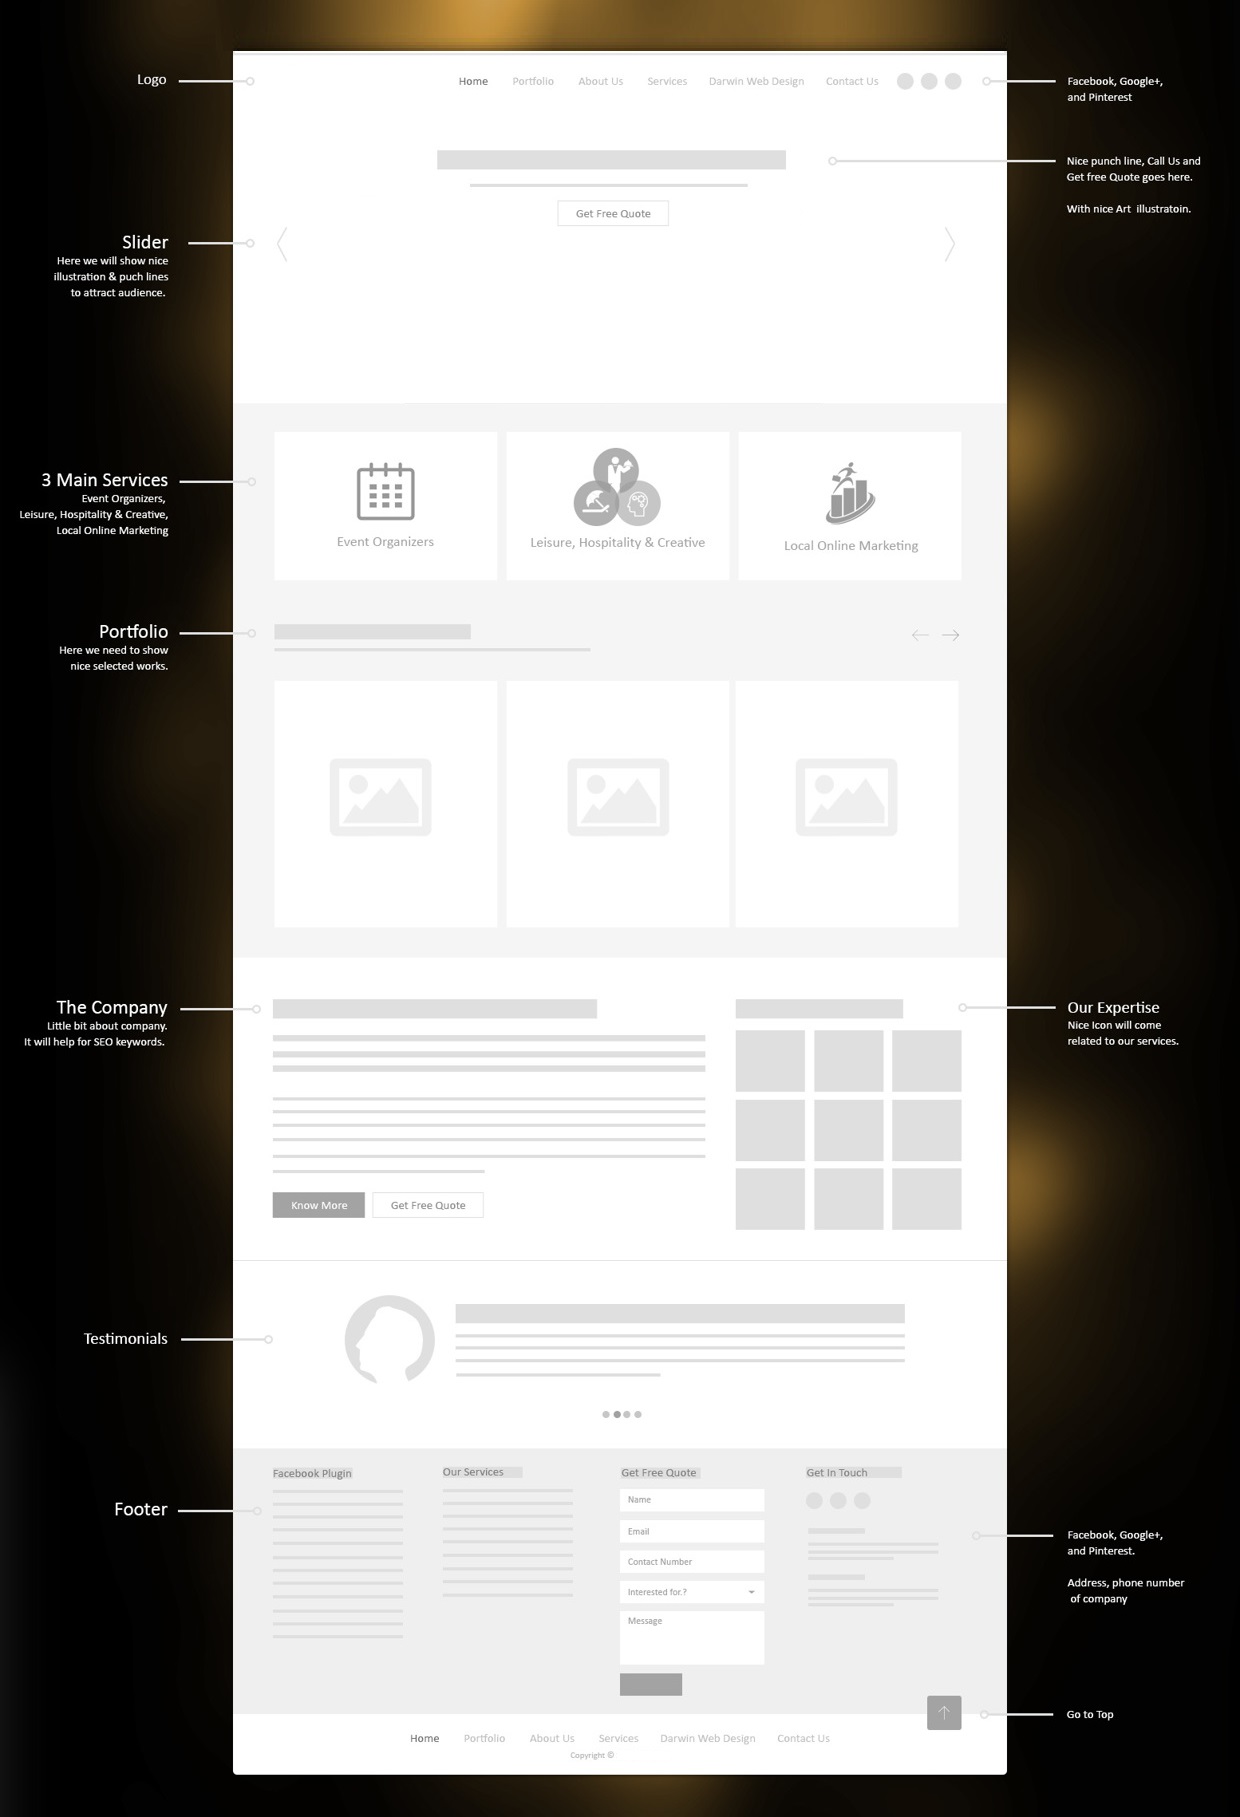 Logo
Home Portfolio About Us Services Darwin Web Design Contact Us
Facebook, Google+,
and Pinterest
Nice punch line, Call Us and
Get free Quote goes here.
With nice Art illustratoin.
Get Free Quote
Slider
Here we will show nice
illustration & puch lines
to attract audience.
3 Main Services
Event Organizers,
Leisure, Hospitality & Creative,
Local Online Marketing
Event Organizers
Leisure, Hospitality & Creative
Local Online Marketing
Portfolio
Here we need to show
nice selected works.
The Company
Little bit about company.
It will help for SEO keywords.
Our Expertise
Nice Icon will come
related to our services.
Know More
Get Free Quote
Testimonials
Footer
Facebook Plugin
Our Services
Get Free Quote
Name
Email
Contact Number
Interested for.?
Message
Get In Touch
Facebook, Google+,
and Pinterest.
Address, phone number
of company
Go to Top
Home Portfolio About Us Services Darwin Web Design Contact Us
Copyright ©